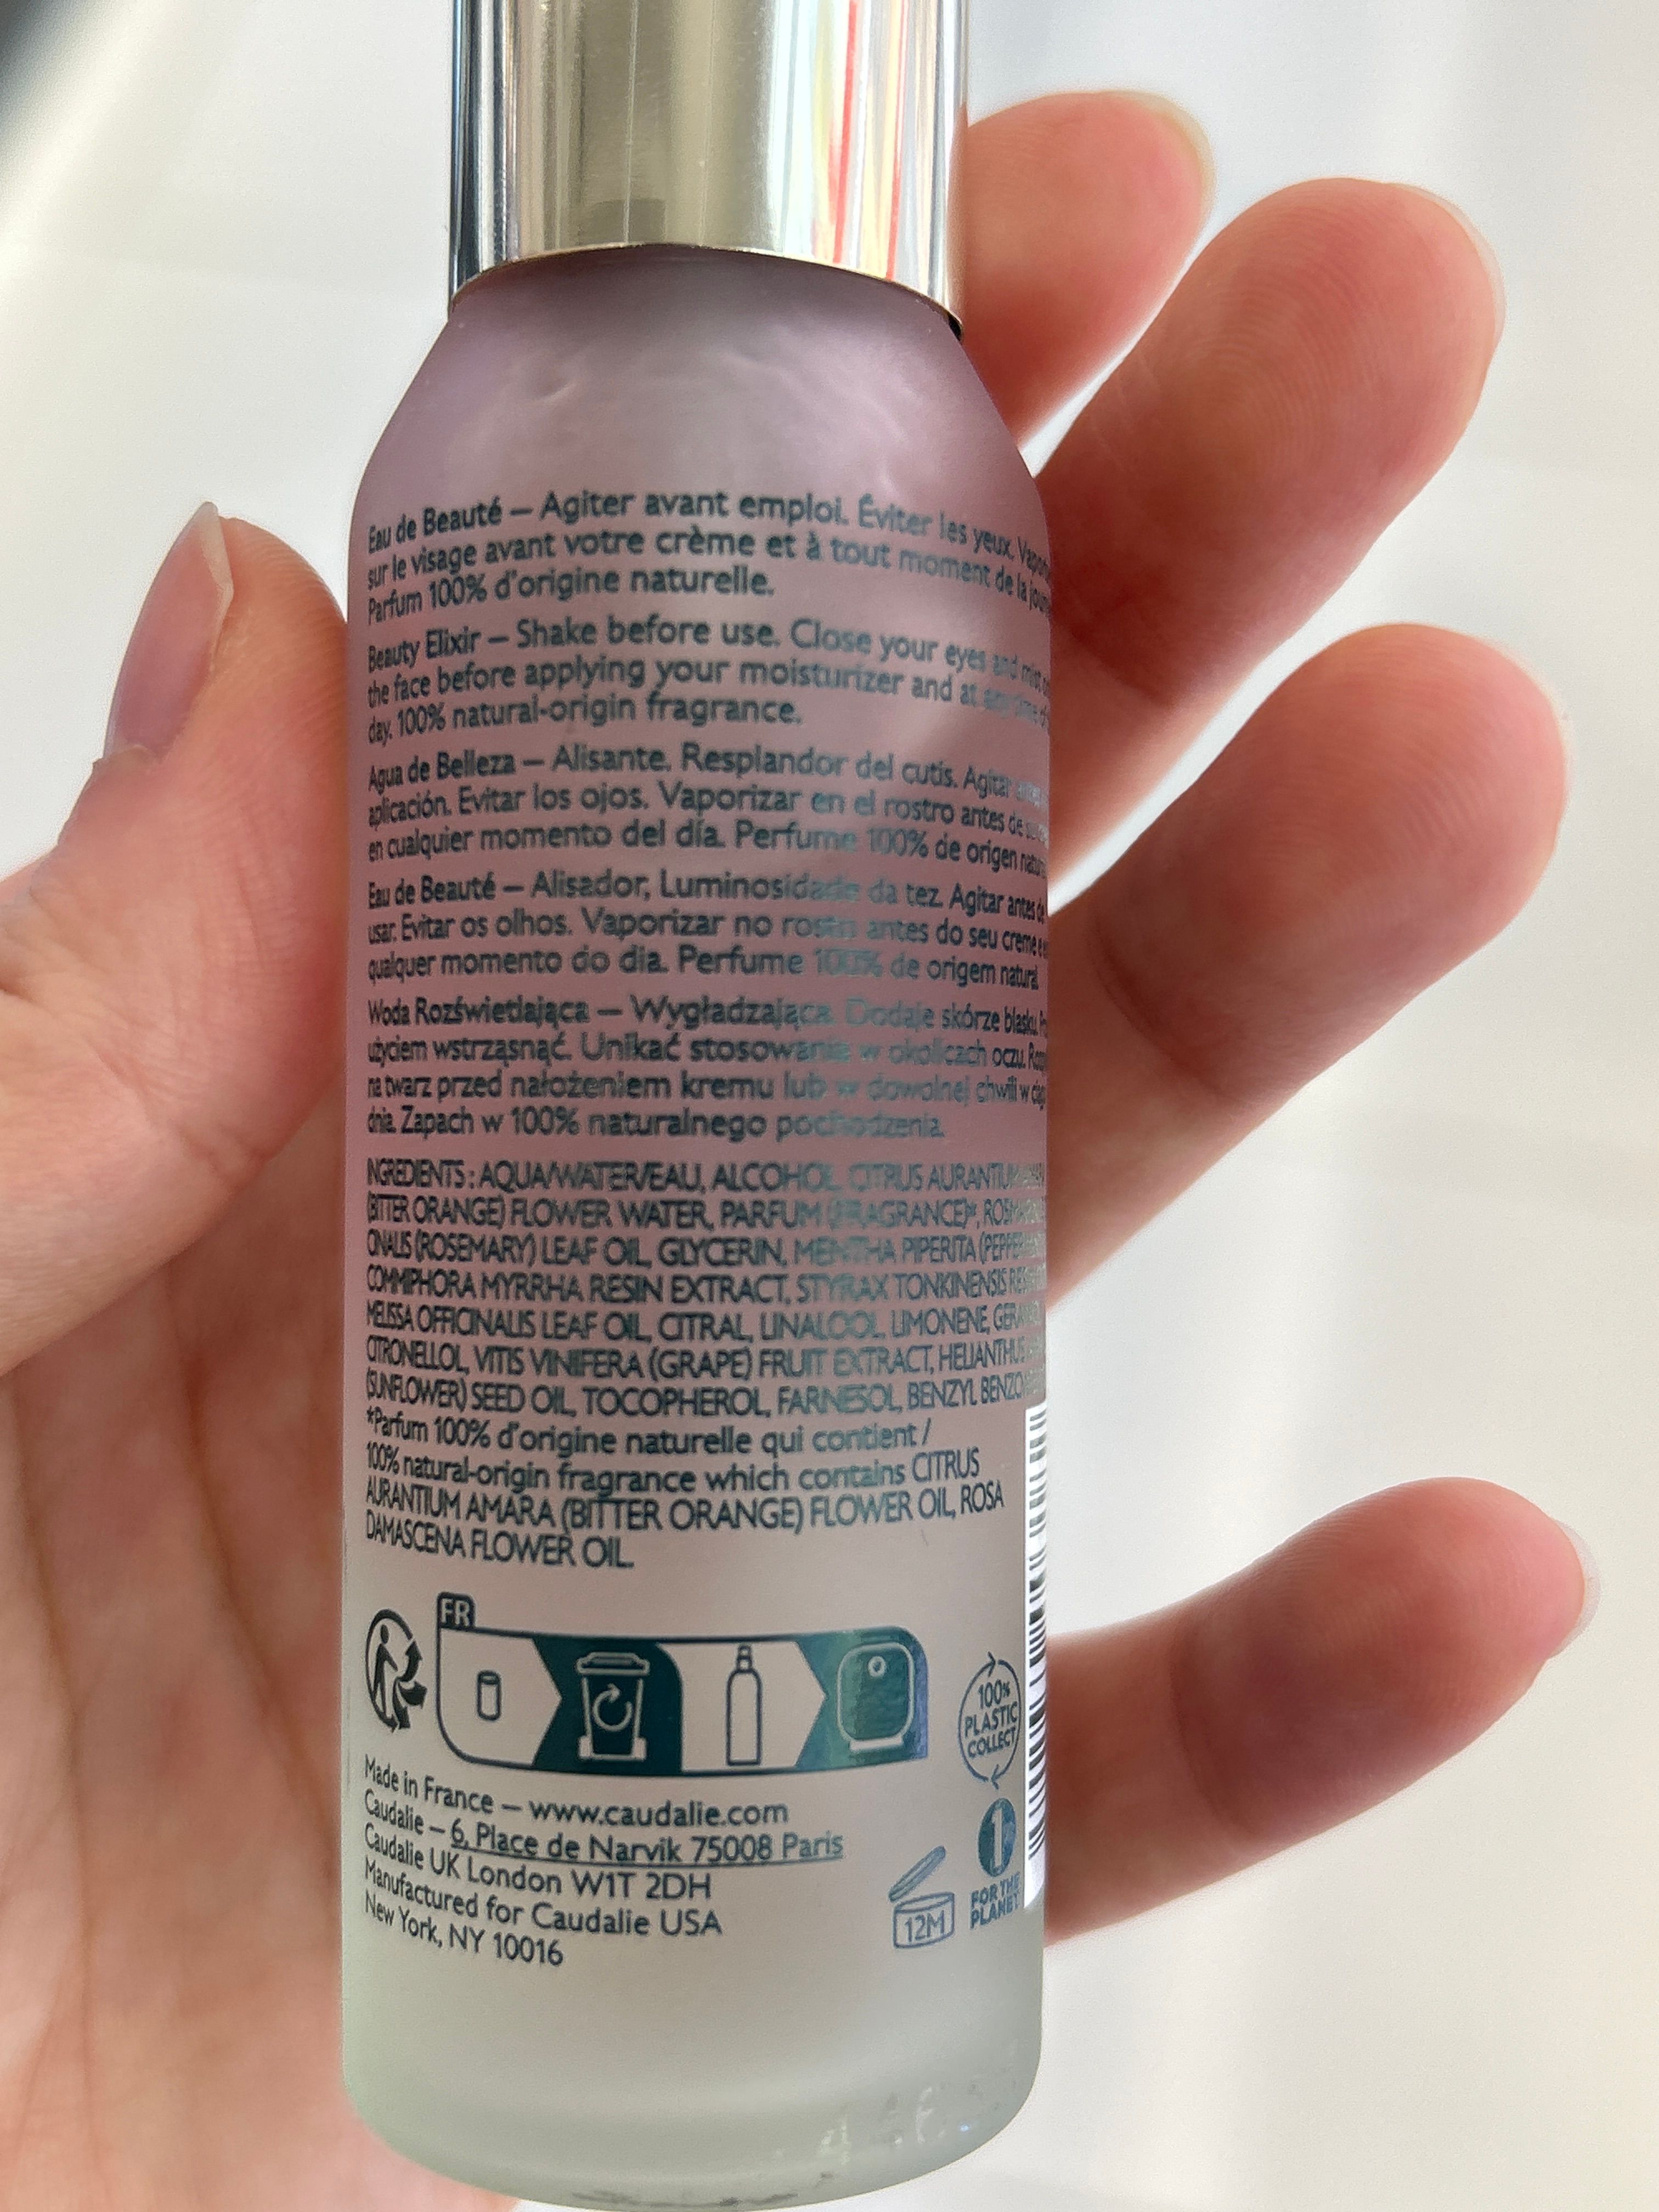 Eau de Beauté – Agiter avant emploi. Éviter les yeux.
sur le visage avant votre crème et à tout moment de la
Parfum 100% d'origine naturelle.
Beauty Elixir – Shake before use. Close your eyes and mist
the face before applying your moisturizer and at
day. 100% natural-origin fragrance.
Agua de Belleza – Alisante. Resplandor del cutis. Agitar
aplicación. Evitar los ojos. Vaporizar en el rostro antes de
en cualquier momento del día. Perfume 100% de origen
Eau de Beauté – Alisador, Luminosidade da tez. Agitar antes de
usar. Evitar os olhos. Vaporizar no rosto antes do seu creme e
qualquer momento do dia. Perfume 100% de origem natural.
Woda Rozświetlająca – Wygładzająca. Dodaje skórze blasku.
użyciem wstrząsnąć. Unikać stosowania w okolicach oczu.
na twarz przed nałożeniem kremu lub w dowolnej chwili w
dnia. Zapach w 100% naturalnego pochodzenia.
INGREDIENTS : AQUA/WATER/EAU, ALCOHOL, CITRUS AURANTIUM
(BITTER ORANGE) FLOWER WATER, PARFUM (FRAGRANCE)*,
CINALIS (ROSEMARY) LEAF OIL, GLYCERIN, MENTHA PIPERITA
COMMIPHORA MYRRHA RESIN EXTRACT, STYRAX TONKINENSIS
MELISSA OFFICINALIS LEAF OIL, CITRAL, LINALOOL, LIMONENE,
CITRONELLOL, VITIS VINIFERA (GRAPE) FRUIT EXTRACT, HELIANTHUS
(SUNFLOWER) SEED OIL, TOCOPHEROL, FARNESOL, BENZYL
*Parfum 100% d'origine naturelle qui contient /
100% natural-origin fragrance which contains CITRUS
AURANTIUM AMARA (BITTER ORANGE) FLOWER OIL, ROSA
DAMASCENA FLOWER OIL.
FR
100%
PLASTIC
COLLECT
Made in France – www.caudalie.com
Caudalie – 6, Place de Narvik 75008 Paris
Caudalie UK London W1T 2DH
Manufactured for Caudalie USA
New York, NY 10016
12M
1
FOR THE
PLANET